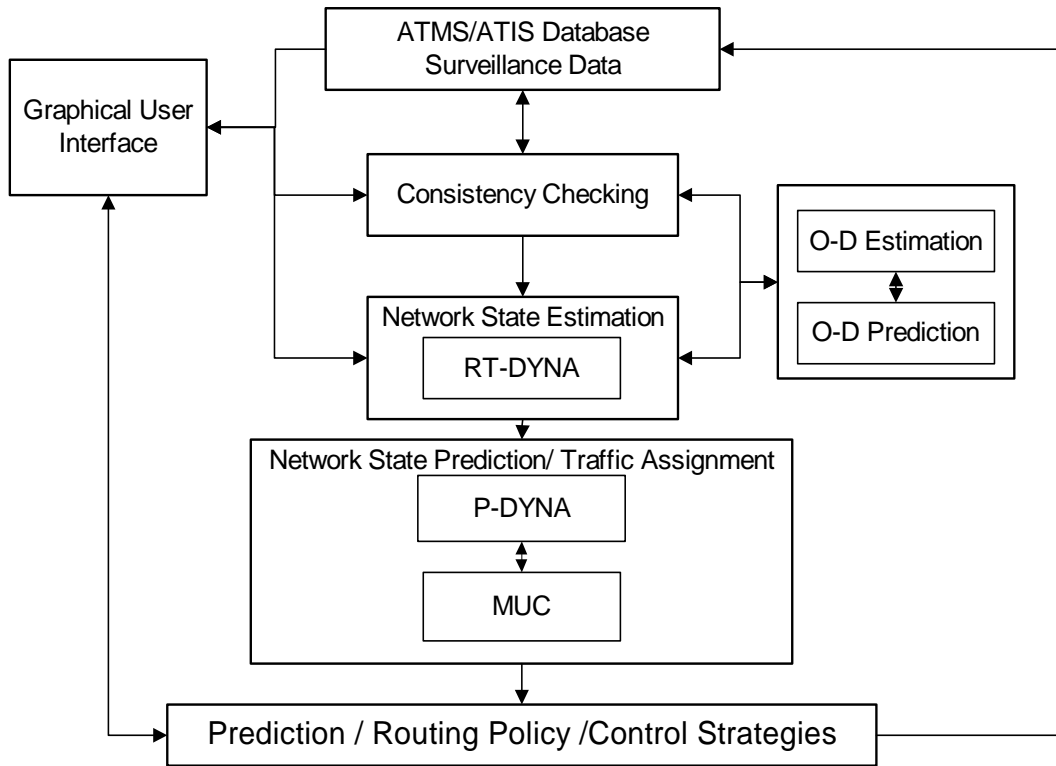 ATMS/ATIS Database
Surveillance Data
Graphical User
Interface
Consistency Checking
O-D Estimation
O-D Prediction
Network State Estimation
RT-DYNA
Network State Prediction/ Traffic Assignment
P-DYNA
MUC
Prediction / Routing Policy /Control Strategies